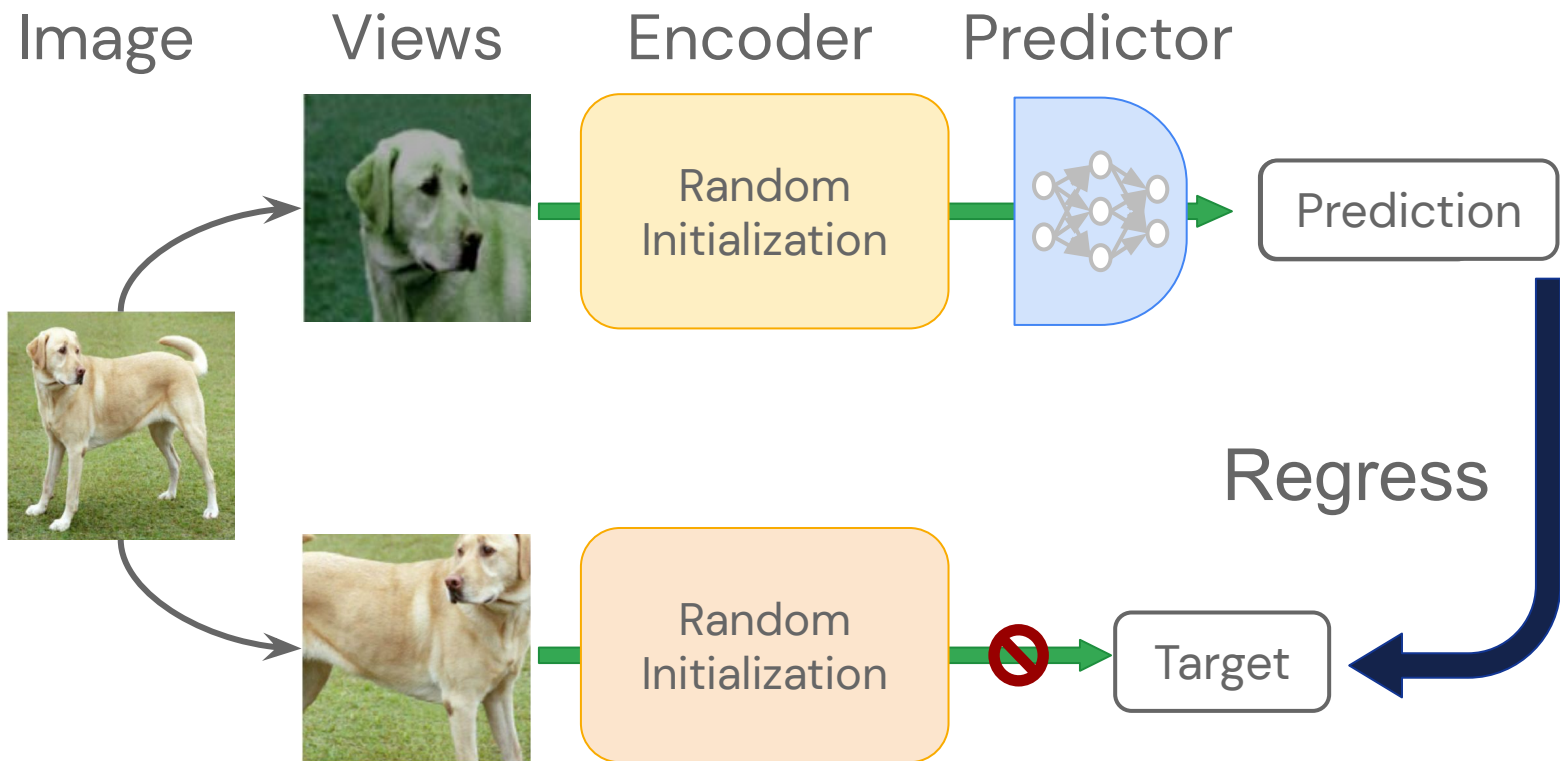 Image
Views
Encoder
Predictor
Random
Initialization
Prediction
Regress
Random
Initialization
Target